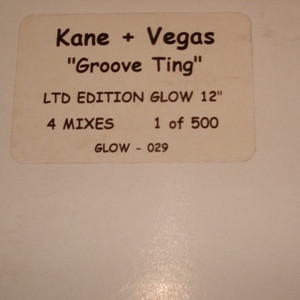 Kane + Vegas
"Groove Ting"
LTD EDITION GLOW 12"
4 MIXES 1 of 500
GLOW - 029